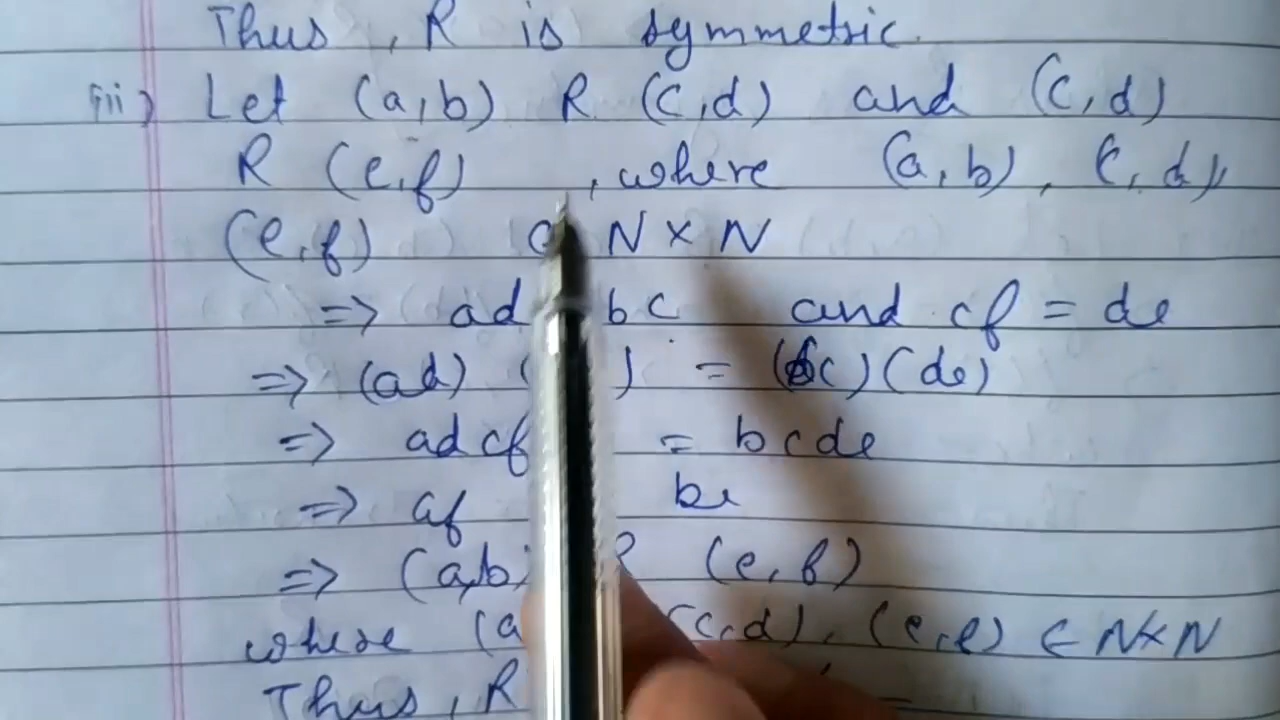 Thus, R is symmetric.
iii) Let (a,b) R (c,d) and (c,d)
R (e,f) , where (a,b), (c,d),
(e,f) N × N
=> ad bc and cf = de
=> (ad) ( ) = (bc)(de)
=> adcf = bcde
=> af be
=> (a,b) R (e,f)
where (a (c,d), (e,f) ∈ N×N
Thus, R